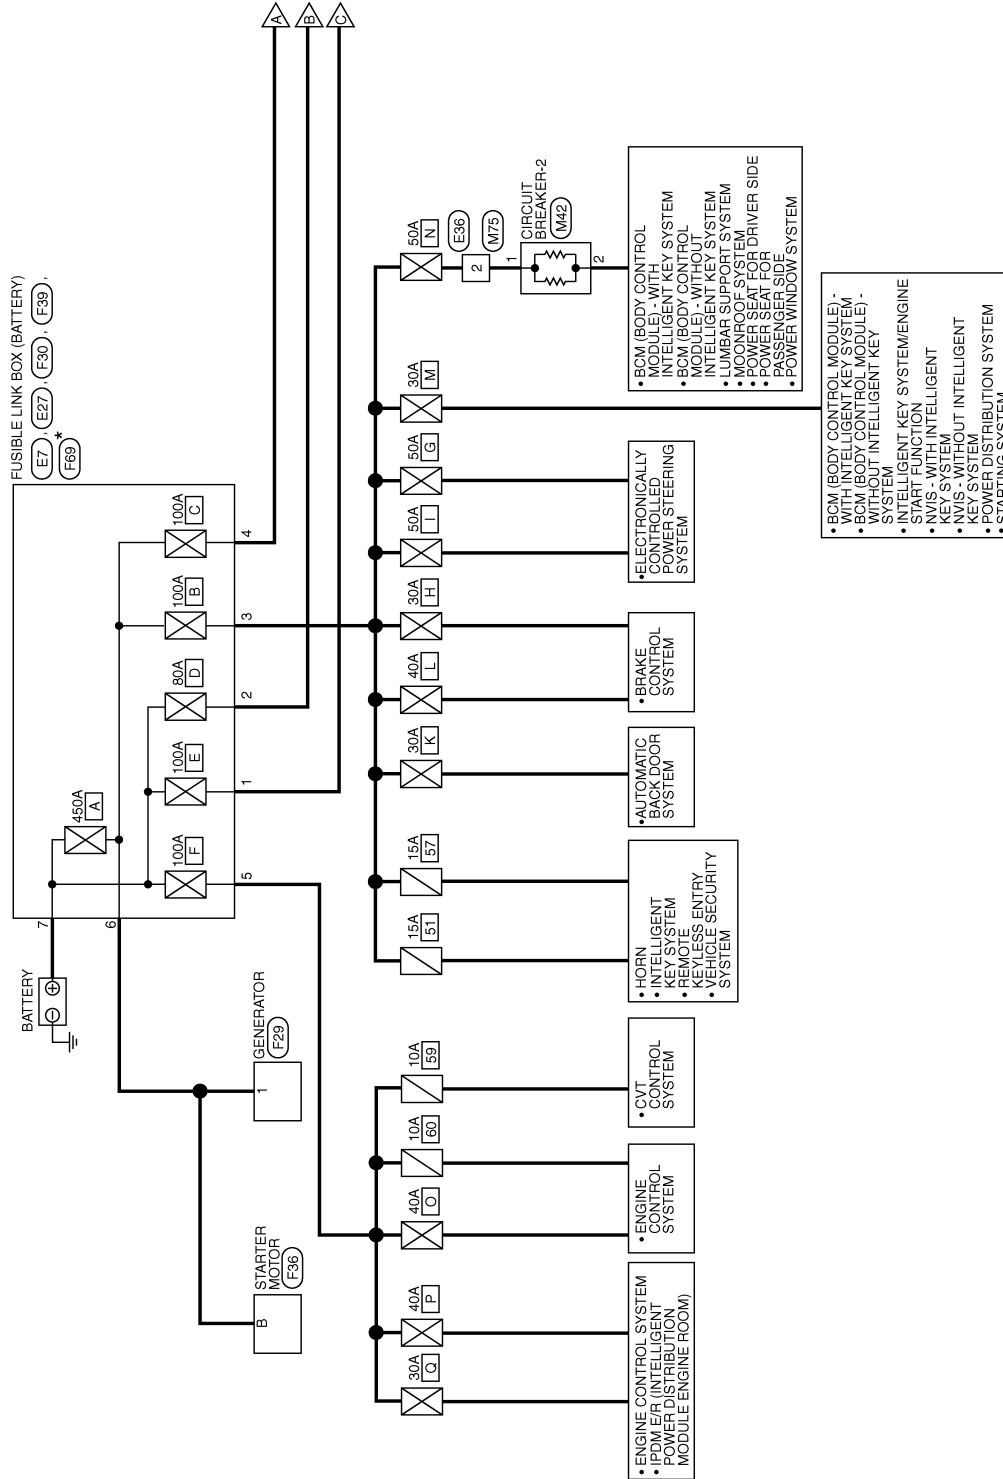 FUSIBLE LINK BOX (BATTERY)
E7 , E27 , F30 , F39 ,
F69 *
BATTERY
7
6
450A
A
100A
F
100A
E
80A
D
100A
B
100A
C
5
1
2
3
4
A
B
C
STARTER
MOTOR
F36
B
GENERATOR
F29
1
30A
Q
40A
P
40A
O
10A
60
10A
59
15A
51
15A
57
30A
K
40A
L
30A
H
50A
I
50A
G
30A
M
50A
N
E36
2
M75
CIRCUIT
BREAKER-2
M42
1
2
• ENGINE CONTROL SYSTEM
• IPDM E/R (INTELLIGENT
POWER DISTRIBUTION
MODULE ENGINE ROOM)
• ENGINE
CONTROL
SYSTEM
• CVT
CONTROL
SYSTEM
• HORN
• INTELLIGENT
KEY SYSTEM
• REMOTE
KEYLESS ENTRY
• VEHICLE SECURITY
SYSTEM
• AUTOMATIC
BACK DOOR
SYSTEM
• BRAKE
CONTROL
SYSTEM
• ELECTRONICALLY
CONTROLLED
POWER STEERING
SYSTEM
• BCM (BODY CONTROL
MODULE) - WITH
INTELLIGENT KEY SYSTEM
• BCM (BODY CONTROL
MODULE) - WITHOUT
INTELLIGENT KEY SYSTEM
• LUMBAR SUPPORT SYSTEM
• MOONROOF SYSTEM
• POWER SEAT FOR DRIVER SIDE
• POWER SEAT FOR
PASSENGER SIDE
• POWER WINDOW SYSTEM
• BCM (BODY CONTROL MODULE) -
WITH INTELLIGENT KEY SYSTEM
• BCM (BODY CONTROL MODULE) -
WITHOUT INTELLIGENT KEY
SYSTEM
• INTELLIGENT KEY SYSTEM/ENGINE
START FUNCTION
• NVIS - WITH INTELLIGENT
KEY SYSTEM
• NVIS - WITHOUT INTELLIGENT
KEY SYSTEM
• POWER DISTRIBUTION SYSTEM
• STARTING SYSTEM